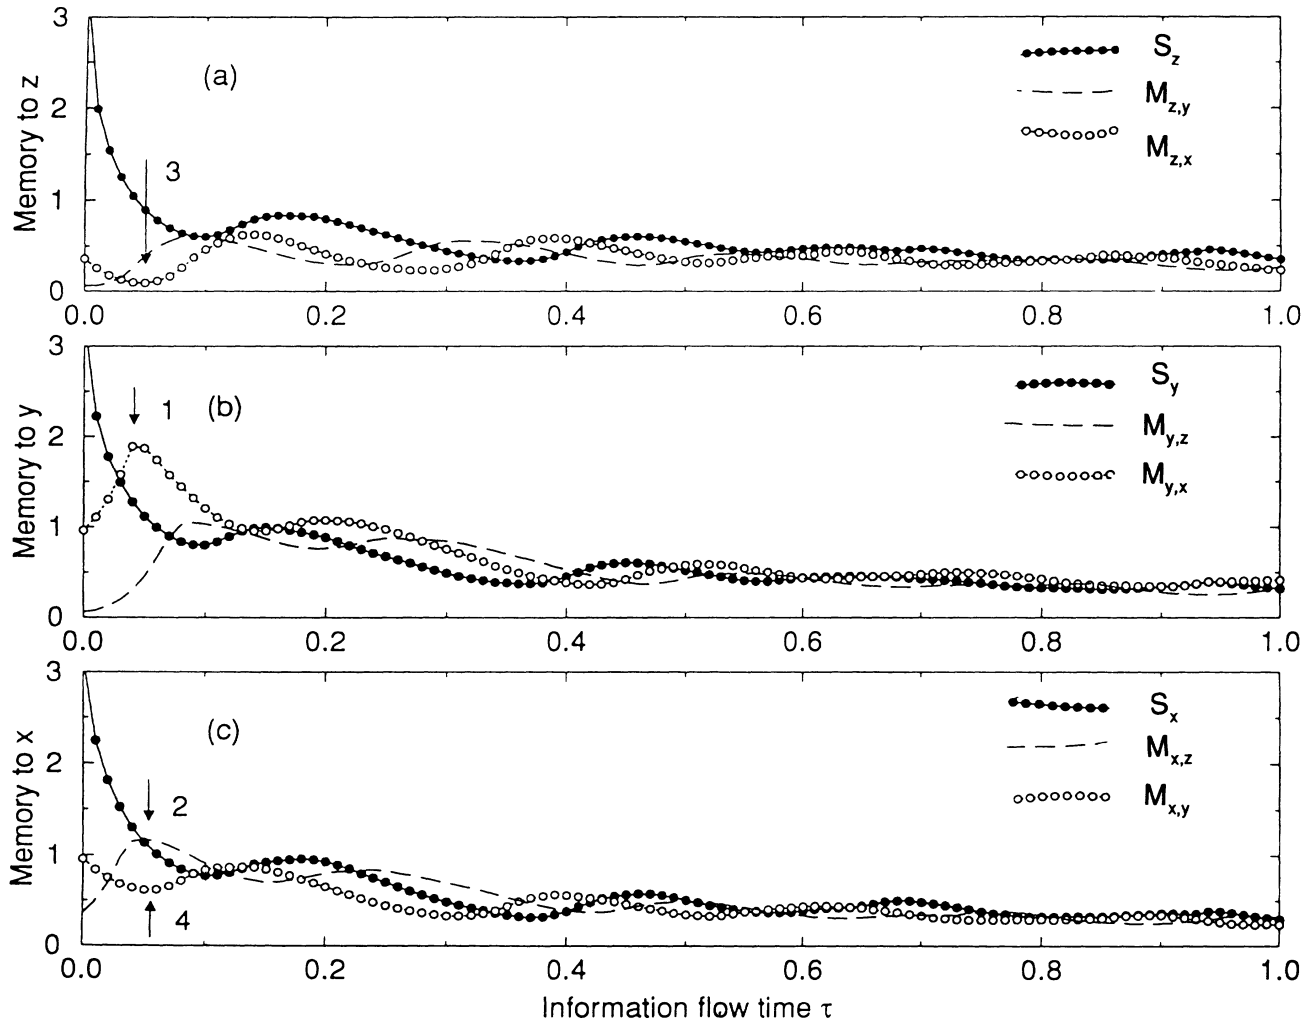 3
2
1
0
Memory to z
(a)
3
S_z
M_z,y
M_z,x
0.0 0.2 0.4 0.6 0.8 1.0
3
2
1
0
Memory to y
1
(b)
S_y
M_y,z
M_y,x
0.0 0.2 0.4 0.6 0.8 1.0
3
2
1
0
Memory to x
(c)
2
4
S_x
M_x,z
M_x,y
0.0 0.2 0.4 0.6 0.8 1.0
Information flow time τ